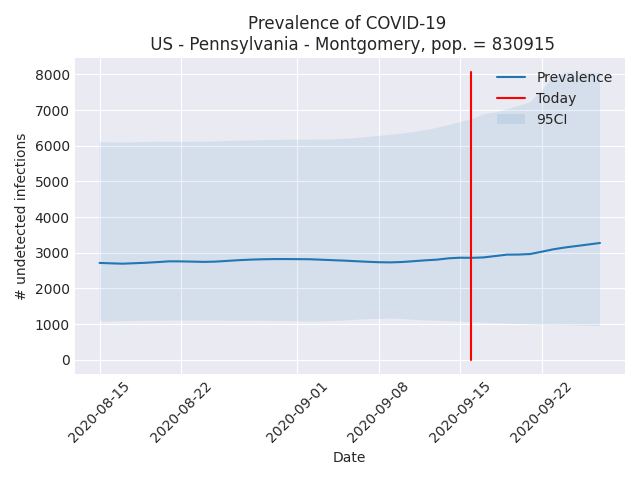 Prevalence of COVID-19
US - Pennsylvania - Montgomery, pop. = 830915
Prevalence
Today
95CI
# undetected infections
8000
7000
6000
5000
4000
3000
2000
1000
0
2020-08-15
2020-08-22
2020-09-01
2020-09-08
2020-09-15
2020-09-22
Date